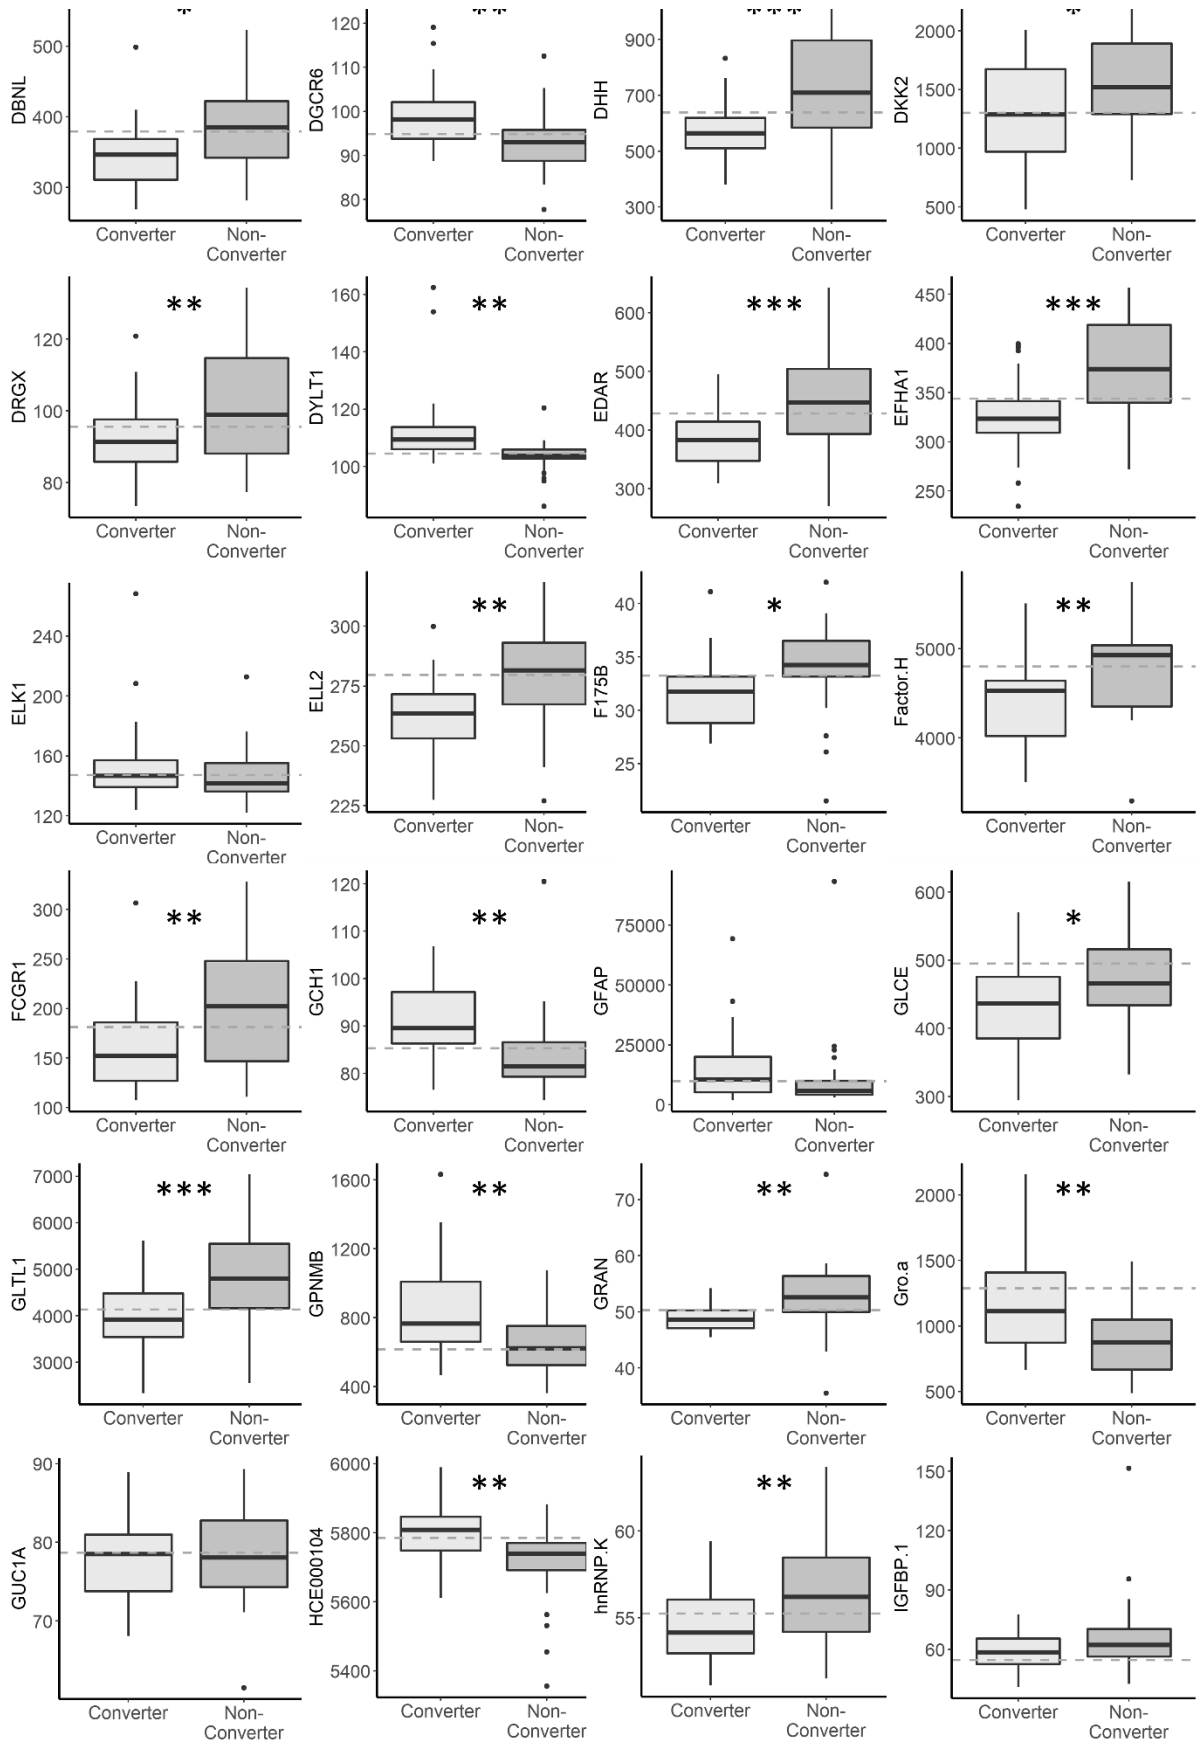 * ** *** *
DBNL 500 400 300 Converter Non-Converter
DGCR6 120 110 100 90 80 Converter Non-Converter
DHH 900 700 500 300 Converter Non-Converter
DKK2 2000 1500 1000 500 Converter Non-Converter
DRGX ** 120 100 80 Converter Non-Converter
DYLT1 ** 160 140 120 100 Converter Non-Converter
EDAR *** 600 500 400 300 Converter Non-Converter
EFHA1 *** 450 400 350 300 250 Converter Non-Converter
ELK1 240 200 160 120 Converter Non-Converter
ELL2 ** 300 275 250 225 Converter Non-Converter
F175B * 40 35 30 25 Converter Non-Converter
Factor.H ** 5000 4000 Converter Non-Converter
FCGR1 ** 300 250 200 150 100 Converter Non-Converter
GCH1 ** 120 110 100 90 80 Converter Non-Converter
GFAP 75000 50000 25000 0 Converter Non-Converter
GLCE * 600 500 400 300 Converter Non-Converter
GLTL1 *** 7000 6000 5000 4000 3000 Converter Non-Converter
GPNMB ** 1600 1200 800 400 Converter Non-Converter
GRAN ** 70 60 50 40 Converter Non-Converter
Gro.a ** 2000 1500 1000 500 Converter Non-Converter
GUC1A 90 80 70 Converter Non-Converter
HCE000104 ** 6000 5800 5600 5400 Converter Non-Converter
hnRNP.K ** 60 55 Converter Non-Converter
IGFBP.1 150 120 90 60 Converter Non-Converter